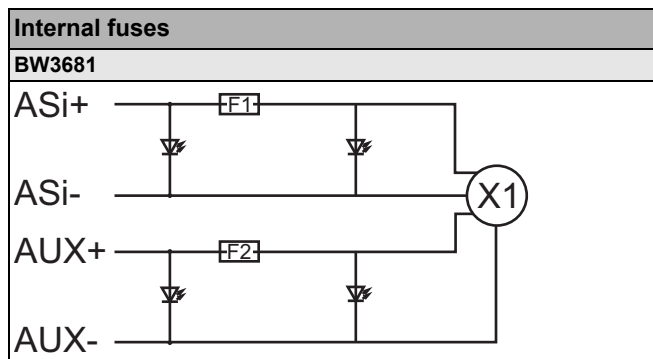 Internal fuses
BW3681
ASi+
F1
ASi-
X1
AUX+
F2
AUX-